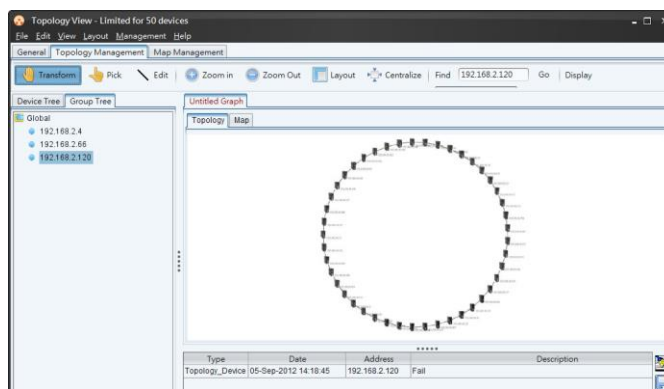 Topology View - Limited for 50 devices
File Edit View Layout Management Help
General Topology Management Map Management
Transform Pick Edit Zoom in Zoom Out Layout Centralize Find 192.168.2.120 Go Display
Device Tree Group Tree
Untitled Graph
Global
Topology Map
192.168.2.4
192.168.2.66
192.168.2.120
Type Date Address Description
Topology_Device 05-Sep-2012 14:18:45 192.168.2.120 Fail